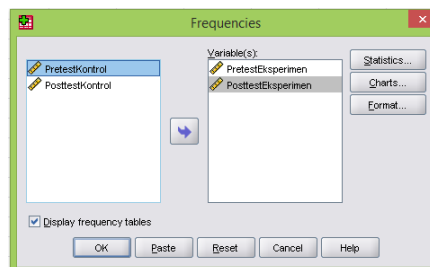 Frequencies
Variable(s):
PretestKontrol
PosttestKontrol
PretestEksperimen
PosttestEksperimen
Statistics...
Charts...
Format...
Display frequency tables
OK Paste Reset Cancel Help